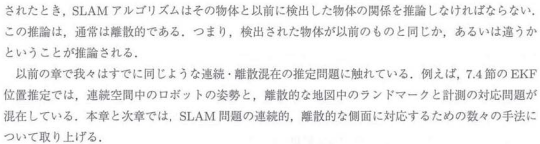 されたとき，SLAM アルゴリズムはその物体と以前に検出した物体の関係を推論しなければならない．
この推論は，通常は離散的である．つまり，検出された物体が以前のものと同じか，あるいは違うか
ということが推論される．
以前の章で我々はすでに同じような連続・離散混在の推定問題に触れている．例えば，7.4 節の EKF
位置推定では，連続空間中のロボットの姿勢と，離散的な地図中のランドマークと計測の対応問題が
混在している．本章と次章では，SLAM 問題の連続的，離散的な側面に対応するための数々の手法に
ついて取り上げる．